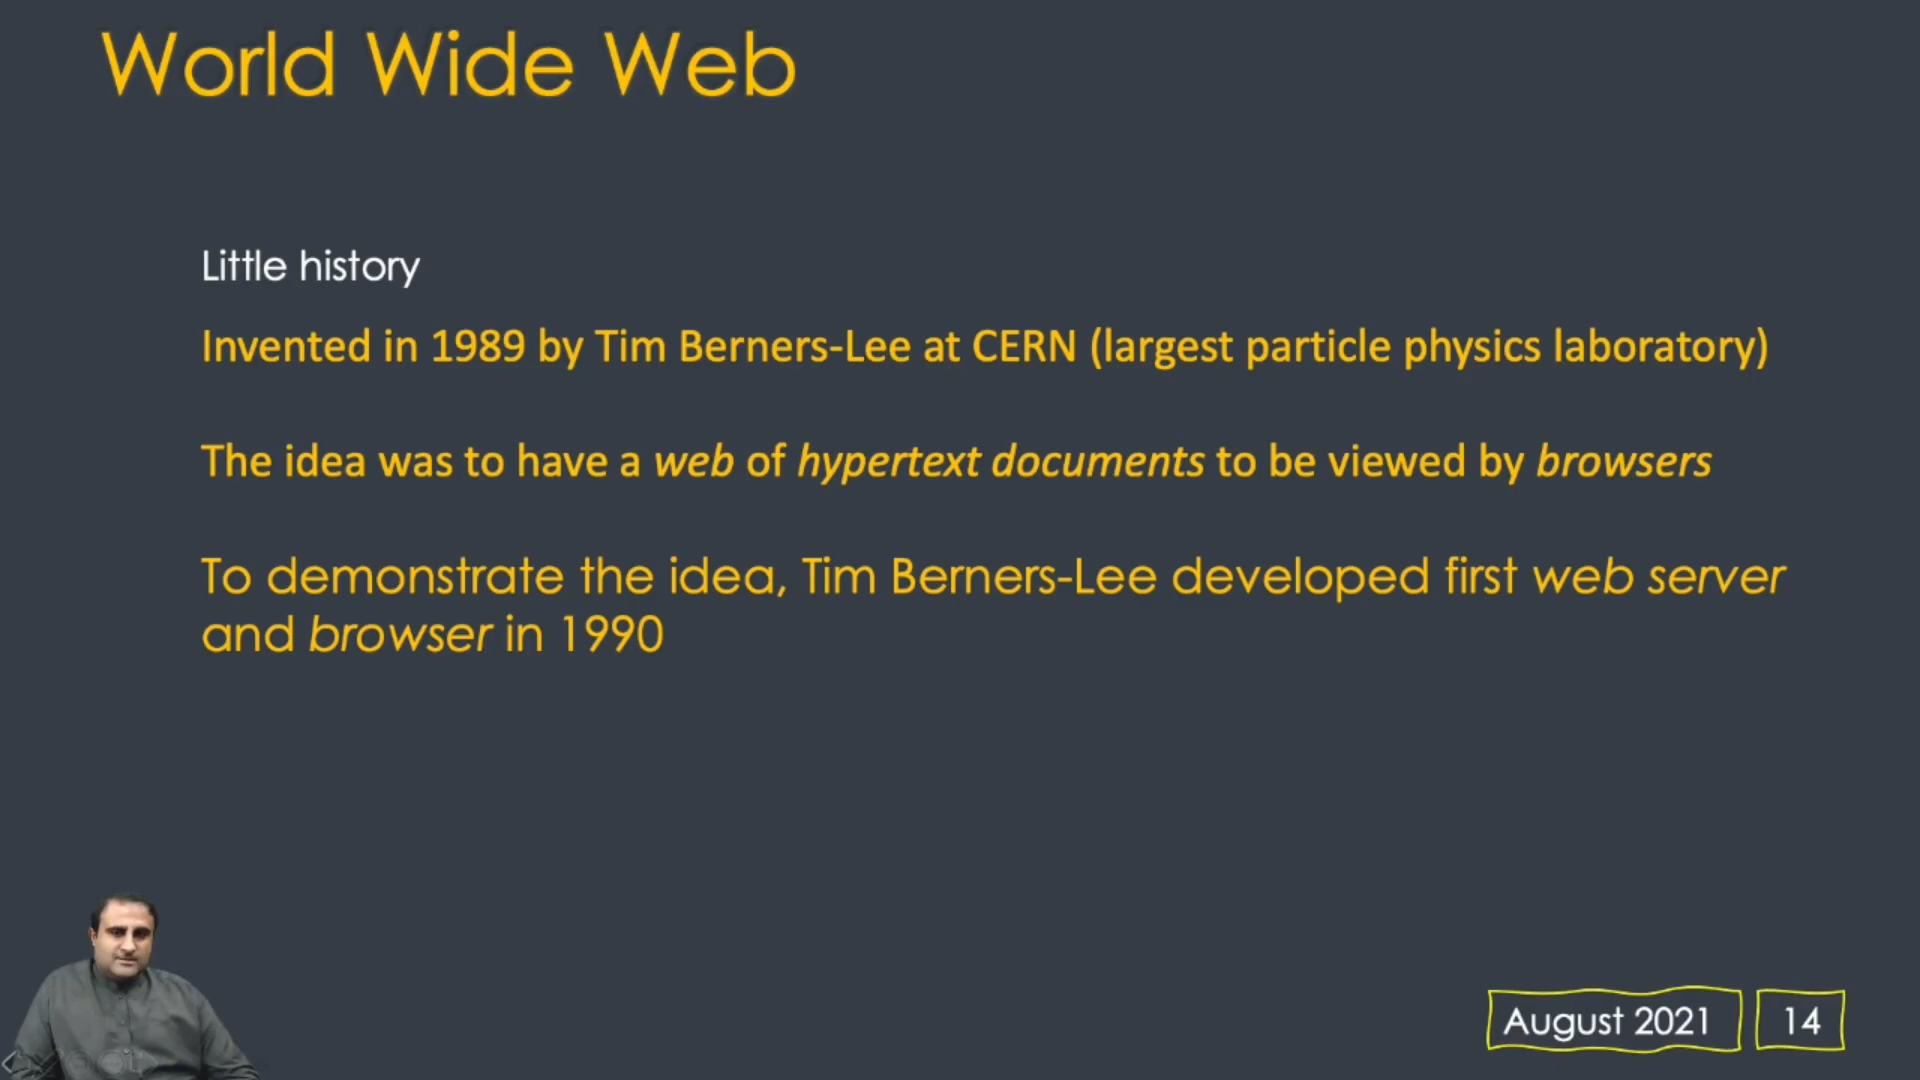 World Wide Web
Little history
Invented in 1989 by Tim Berners-Lee at CERN (largest particle physics laboratory)
The idea was to have a web of hypertext documents to be viewed by browsers
To demonstrate the idea, Tim Berners-Lee developed first web server
and browser in 1990
August 2021
14